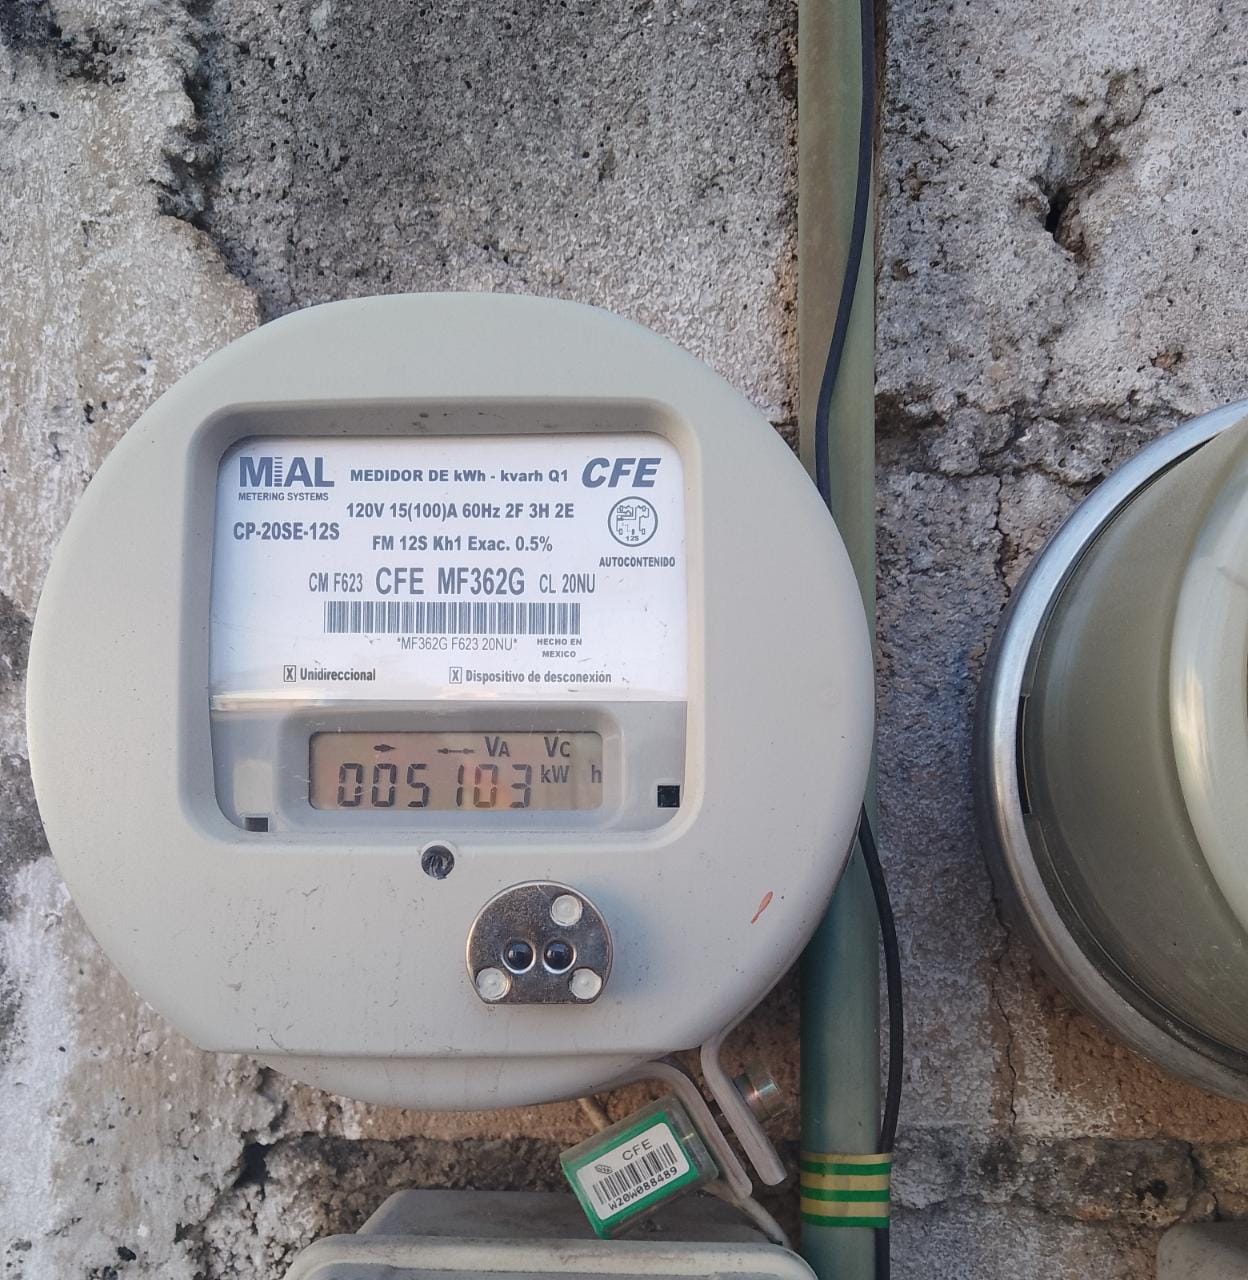 MIAL
METERING SYSTEMS
MEDIDOR DE kWh - kvarh Q1
CFE
120V 15(100)A 60Hz 2F 3H 2E
CP-20SE-12S
FM 12S Kh1 Exac. 0.5%
12S
AUTOCONTENIDO
CM F623 CFE MF362G CL 20NU
*MF362G F623 20NU*
HECHO EN
MEXICO
X Unidireccional
X Dispositivo de desconexión
VA VC
005103 kW h
CFE
W20W088489